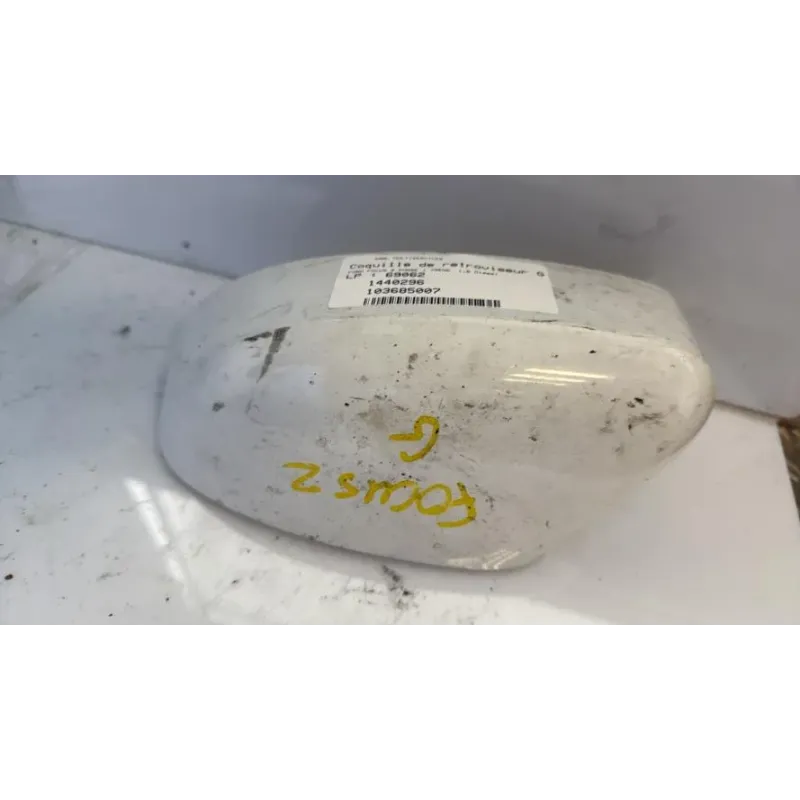 Coquille de retroviseur G
LP : 69062
1440296
103685007
G
FOCUS 2